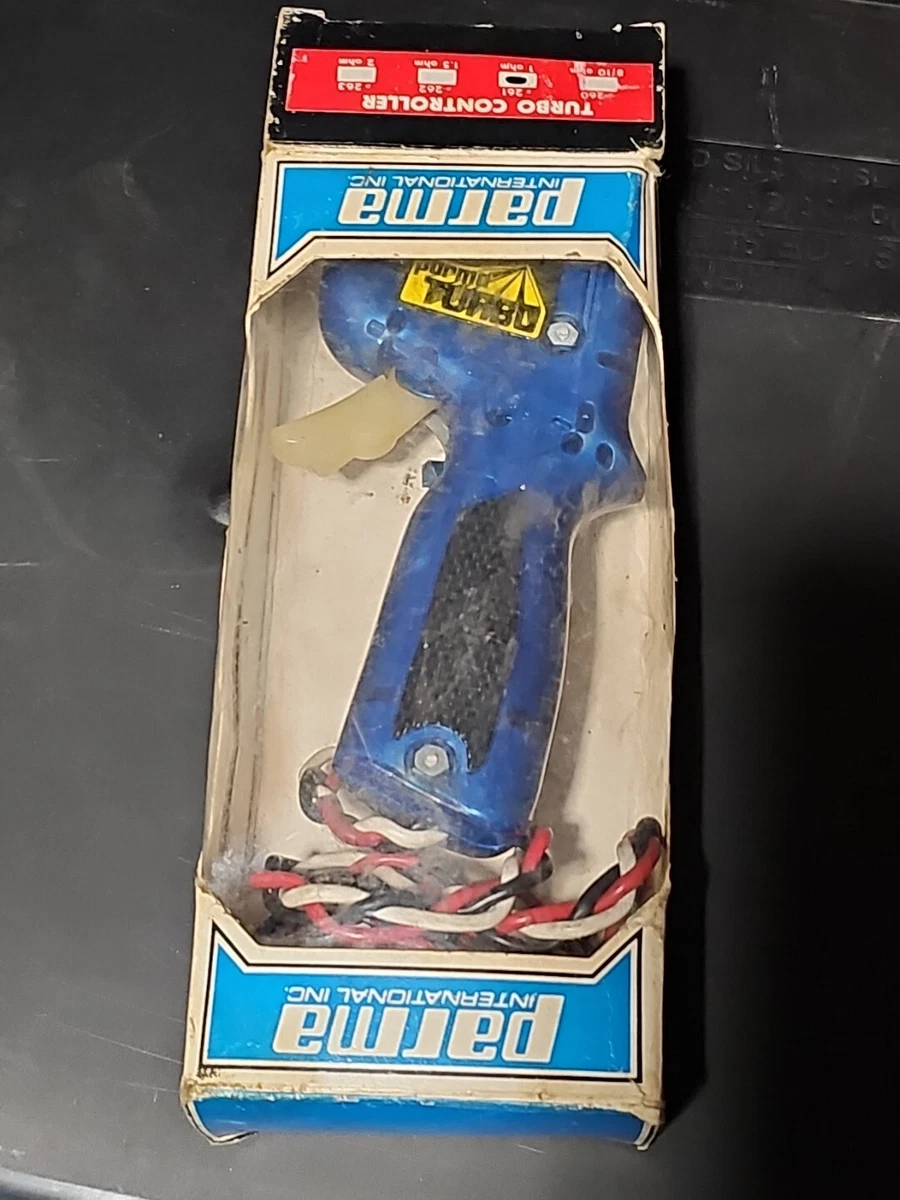 TURBO CONTROLLER
-260 -261 -262 -263
8/10 ohm 1 ohm 1.5 ohm 2 ohm
parma
INTERNATIONAL INC.
parma
TURBO
parma
INTERNATIONAL INC.